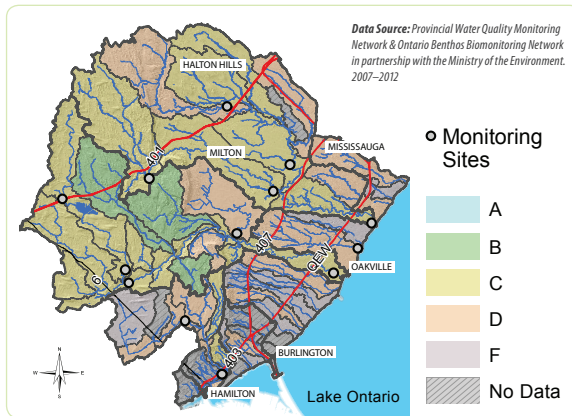 Data Source: Provincial Water Quality Monitoring
Network & Ontario Benthos Biomonitoring Network
in partnership with the Ministry of the Environment.
2007–2012
HALTON HILLS
MISSISSAUGA
MILTON
401
407
QEW
OAKVILLE
6
403
BURLINGTON
HAMILTON
Lake Ontario
N
W E
S
Monitoring
Sites
A
B
C
D
F
No Data